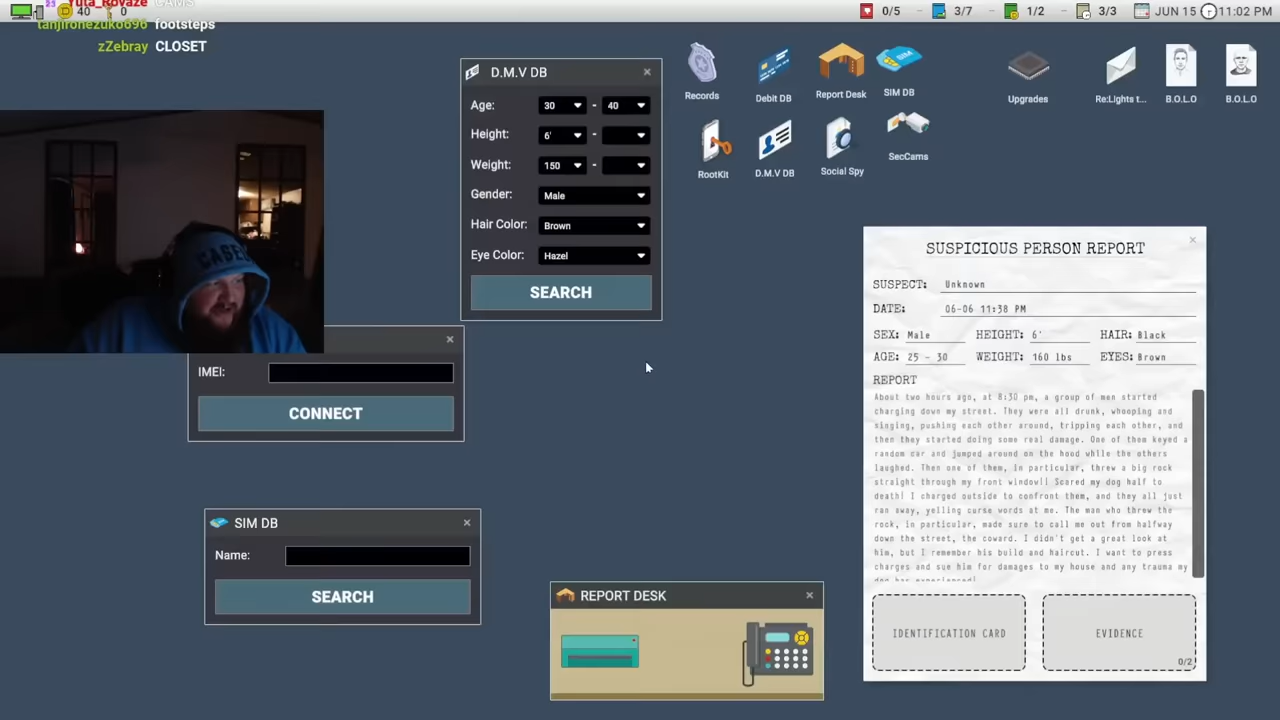 Yuta_Rovaze CAMS
23
40
0
0/5
3/7
1/2
3/3
JUN 15
11:02 PM
tanjironezuko696 footsteps
zZebray CLOSET
CASE
D.M.V DB
Age: 30 - 40
Height: 6' -
Weight: 150 -
Gender: Male
Hair Color: Brown
Eye Color: Hazel
SEARCH
Records
Debit DB
Report Desk
SIM DB
Upgrades
Re:Lights t...
B.O.L.O
B.O.L.O
RootKit
D.M.V DB
Social Spy
SecCams
IMEI:
CONNECT
SIM DB
Name:
SEARCH
REPORT DESK
SUSPICIOUS PERSON REPORT
SUSPECT: Unknown
DATE: 06-06 11:38 PM
SEX: Male HEIGHT: 6' HAIR: Black
AGE: 25 - 30 WEIGHT: 160 lbs EYES: Brown
REPORT
About two hours ago, at 8:30 pm, a group of men started
charging down my street. They were all drunk, whooping and
singing, pushing each other around, tripping each other, and
then they started doing some real damage. One of them keyed a
random car and jumped around on the hood while the others
laughed. Then one of them, in particular, threw a big rock
straight through my front window!! Scared my dog half to
death! I charged outside to confront them, and they all just
ran away, yelling curse words at me. The man who threw the
rock, in particular, made sure to call me out from halfway
down the street, the coward. I didn't get a great look at
him, but I remember his build and haircut. I want to press
charges and sue him for damages to my house and any trauma my
dog has experienced!
IDENTIFICATION CARD
EVIDENCE
0/2